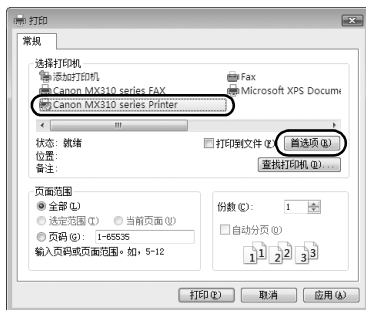 打印
常规
选择打印机
添加打印机
Fax
Canon MX310 series FAX
Microsoft XPS Docume
Canon MX310 series Printer
状态: 就绪
打印到文件(F)
首选项(R)
位置:
备注:
查找打印机(D)...
页面范围
全部(L)
选定范围(T)
当前页面(U)
页码(G): 1-65535
输入页码或页面范围。如，5-12
份数(C): 1
自动分页(O)
1 1 2 2 3 3
打印(P)
取消
应用(A)